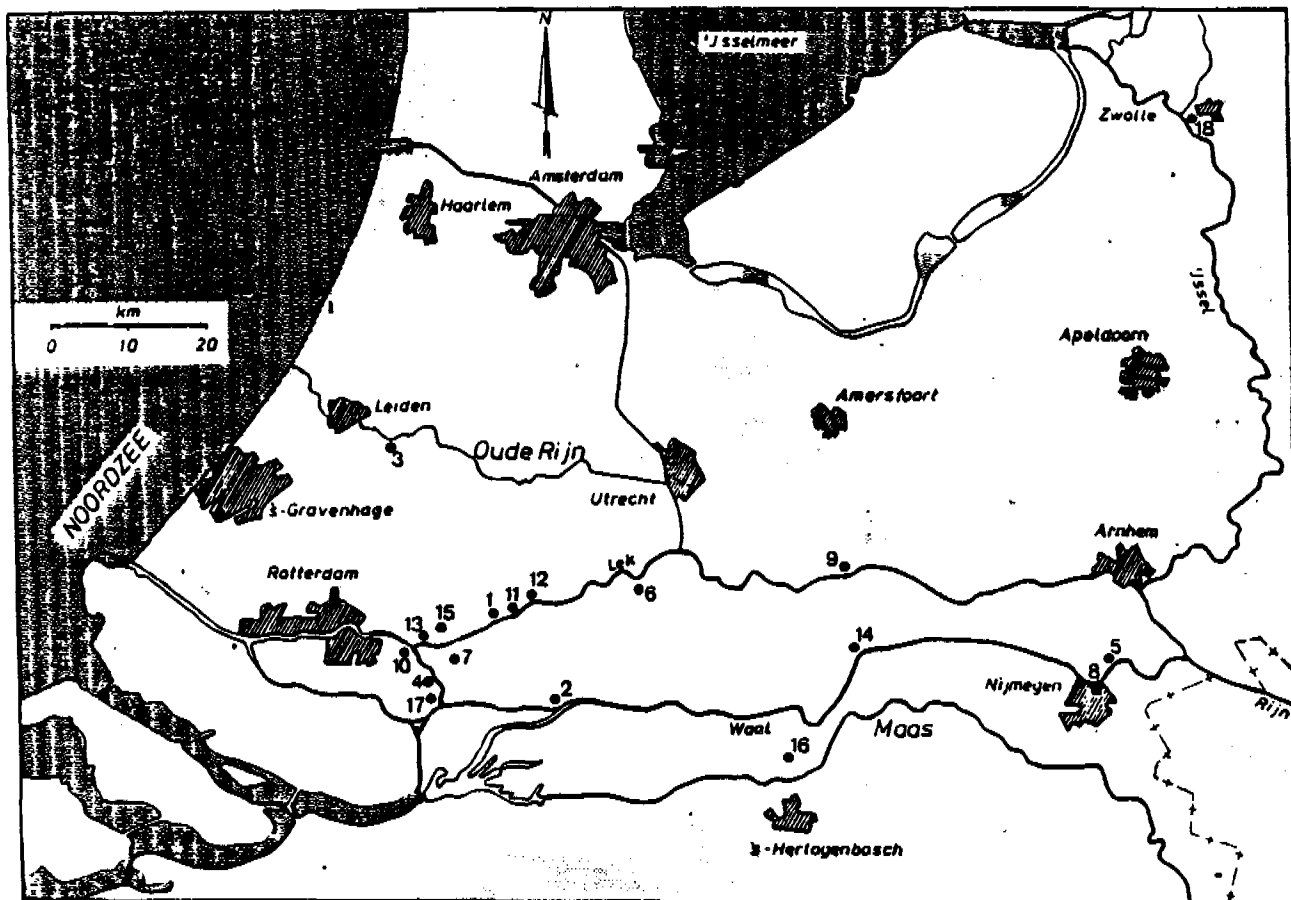 N
'Jsselmeer
Zwolle
18
Amsterdam
Haarlem
km
0 10 20
'IJssel
Apeldoorn
Leiden
Amersfoort
3
Oude Rijn
NOORDZEE
Utrecht
's-Gravenhage
Arnhem
Rotterdam
Lek
9
12
6
11
1
15
13
14
10
7
5
4
8
Nijmegen
17
2
Rijn
Waal
Maas
16
's-Hertogenbosch